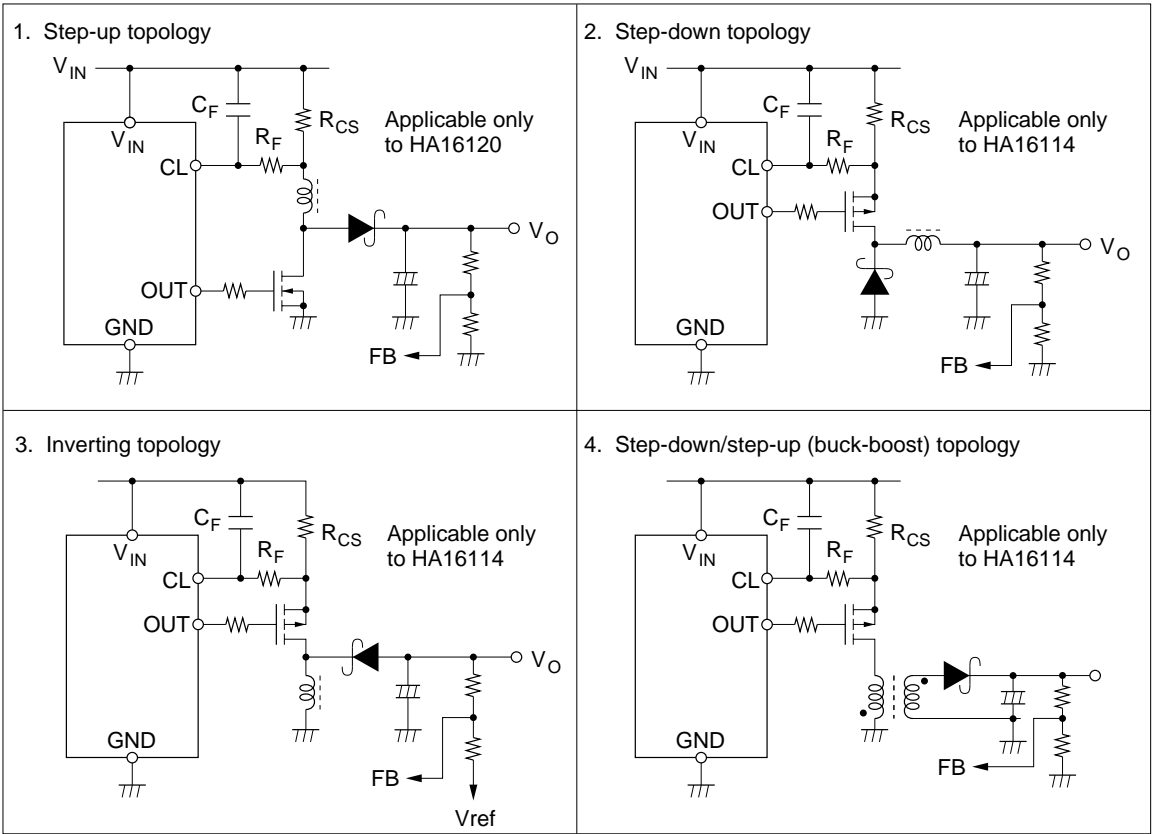 1. Step-up topology
V_IN
C_F
R_CS
Applicable only
to HA16120
V_IN
R_F
CL
V_O
OUT
GND
FB
2. Step-down topology
V_IN
C_F
R_CS
Applicable only
to HA16114
V_IN
R_F
CL
OUT
V_O
GND
FB
3. Inverting topology
C_F
R_CS
Applicable only
to HA16114
V_IN
R_F
CL
OUT
V_O
GND
FB
Vref
4. Step-down/step-up (buck-boost) topology
C_F
R_CS
Applicable only
to HA16114
V_IN
R_F
CL
OUT
GND
FB